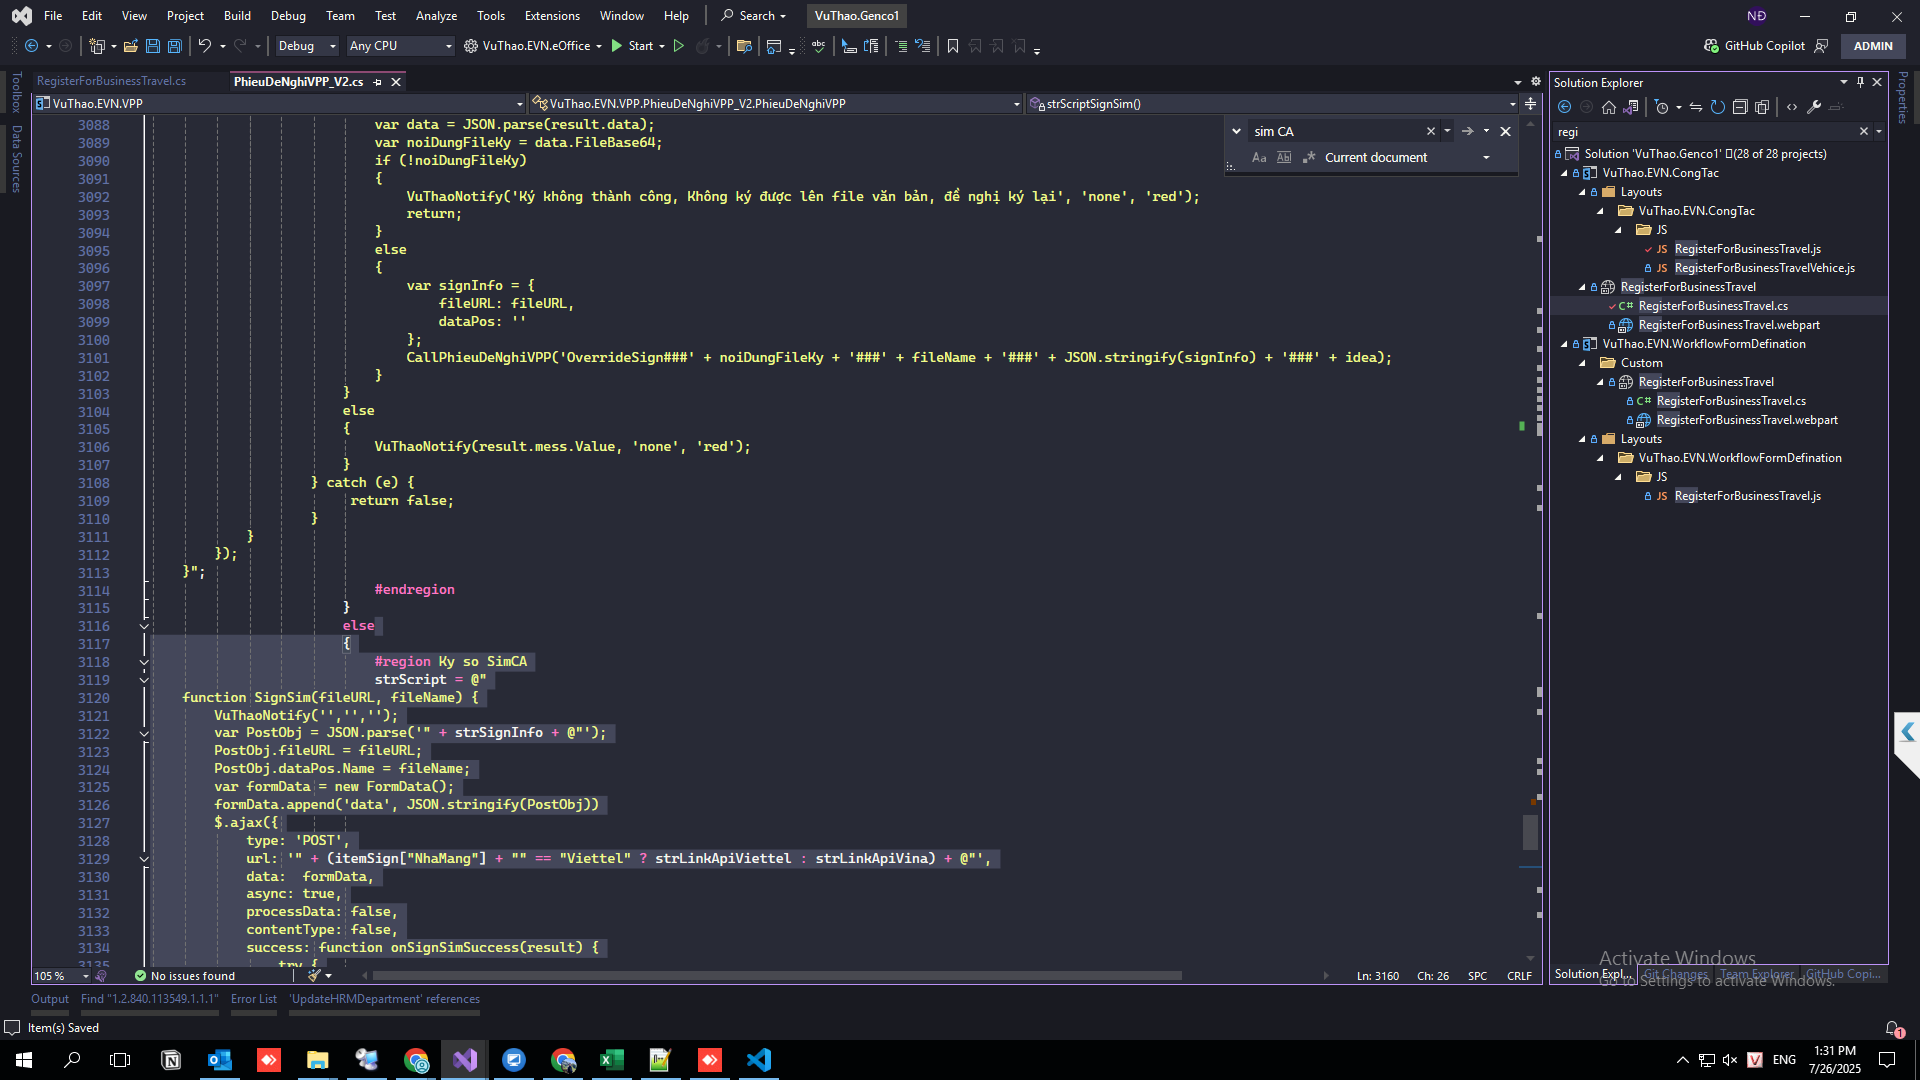 File Edit View Project Build Debug Team Test Analyze Tools Extensions Window Help Search VuThao.Genco1 NĐ
Debug Any CPU VuThao.EVN.eOffice Start GitHub Copilot ADMIN
Toolbox
Data Sources
RegisterForBusinessTravel.cs PhieuDeNghiVPP_V2.cs
VuThao.EVN.VPP VuThao.EVN.VPP.PhieuDeNghiVPP_V2.PhieuDeNghiVPP strScriptSignSim()
sim CA
Aa Ab .* Current document
3088 var data = JSON.parse(result.data);
3089 var noiDungFileKy = data.FileBase64;
3090 if (!noiDungFileKy)
3091 {
3092 VuThaoNotify('Ký không thành công, Không ký được lên file văn bản, đề nghị ký lại', 'none', 'red');
3093 return;
3094 }
3095 else
3096 {
3097 var signInfo = {
3098 fileURL: fileURL,
3099 dataPos: ''
3100 };
3101 CallPhieuDeNghiVPP('OverrideSign###' + noiDungFileKy + '###' + fileName + '###' + JSON.stringify(signInfo) + '###' + idea);
3102 }
3103 }
3104 else
3105 {
3106 VuThaoNotify(result.mess.Value, 'none', 'red');
3107 }
3108 } catch (e) {
3109 return false;
3110 }
3111 }
3112 });
3113 }";
3114 #endregion
3115 }
3116 else
3117 {
3118 #region Ky so SimCA
3119 strScript = @"
3120 function SignSim(fileURL, fileName) {
3121 VuThaoNotify('','','');
3122 var PostObj = JSON.parse('" + strSignInfo + @"');
3123 PostObj.fileURL = fileURL;
3124 PostObj.dataPos.Name = fileName;
3125 var formData = new FormData();
3126 formData.append('data', JSON.stringify(PostObj))
3127 $.ajax({
3128 type: 'POST',
3129 url: '" + (itemSign["NhaMang"] + "" == "Viettel" ? strLinkApiViettel : strLinkApiVina) + @"',
3130 data: formData,
3131 async: true,
3132 processData: false,
3133 contentType: false,
3134 success: function onSignSimSuccess(result) {
3135 try {
105 % No issues found Ln: 3160 Ch: 26 SPC CRLF
Output Find "1.2.840.113549.1.1.1" Error List 'UpdateHRMDepartment' references
Item(s) Saved
Solution Explorer
regi
Solution 'VuThao.Genco1' (28 of 28 projects)
VuThao.EVN.CongTac
Layouts
VuThao.EVN.CongTac
JS
JS RegisterForBusinessTravel.js
JS RegisterForBusinessTravelVehice.js
RegisterForBusinessTravel
C# RegisterForBusinessTravel.cs
RegisterForBusinessTravel.webpart
VuThao.EVN.WorkflowFormDefination
Custom
RegisterForBusinessTravel
C# RegisterForBusinessTravel.cs
RegisterForBusinessTravel.webpart
Layouts
VuThao.EVN.WorkflowFormDefination
JS
JS RegisterForBusinessTravel.js
Solution Expl... Git Changes Team Explorer GitHub Copi...
Properties
Activate Windows
Go to Settings to activate Windows.
1
V ENG 1:31 PM
7/26/2025